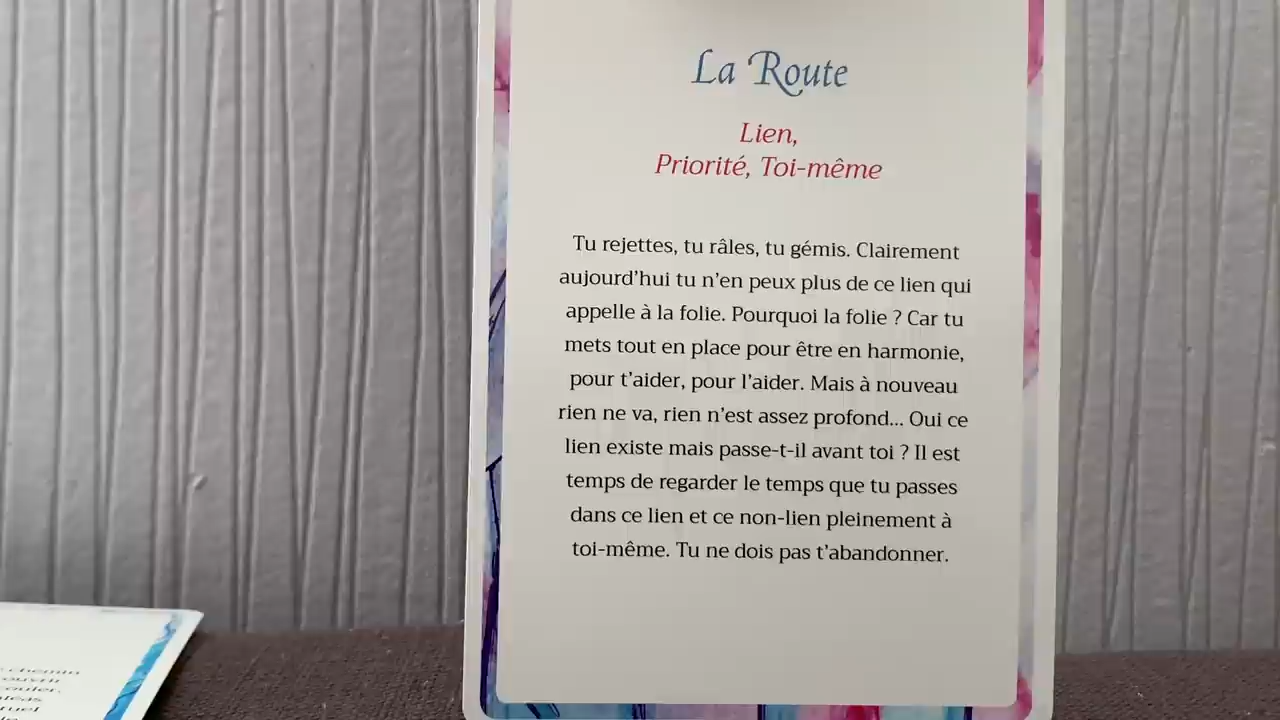 La Route
Lien,
Priorité, Toi-même
Tu rejettes, tu râles, tu gémis. Clairement
aujourd'hui tu n'en peux plus de ce lien qui
appelle à la folie. Pourquoi la folie ? Car tu
mets tout en place pour être en harmonie,
pour t'aider, pour l'aider. Mais à nouveau
rien ne va, rien n'est assez profond... Oui ce
lien existe mais passe-t-il avant toi ? Il est
temps de regarder le temps que tu passes
dans ce lien et ce non-lien pleinement à
toi-même. Tu ne dois pas t'abandonner.
chemin